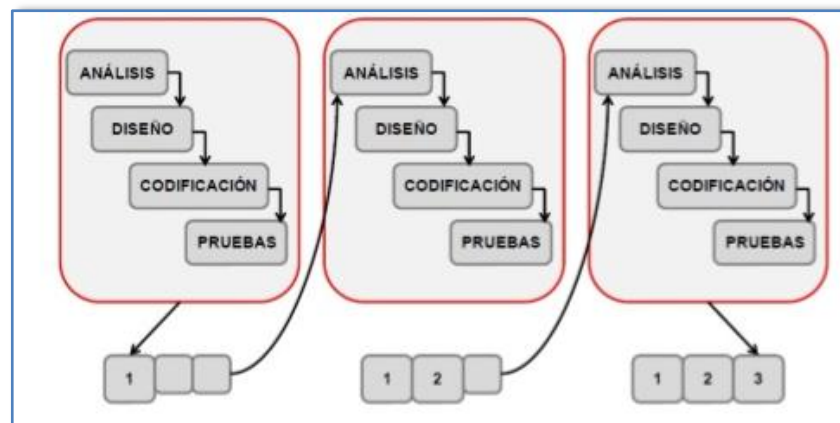 ANÁLISIS
DISEÑO
CODIFICACIÓN
PRUEBAS
1
ANÁLISIS
DISEÑO
CODIFICACIÓN
PRUEBAS
1 2
ANÁLISIS
DISEÑO
CODIFICACIÓN
PRUEBAS
1 2 3